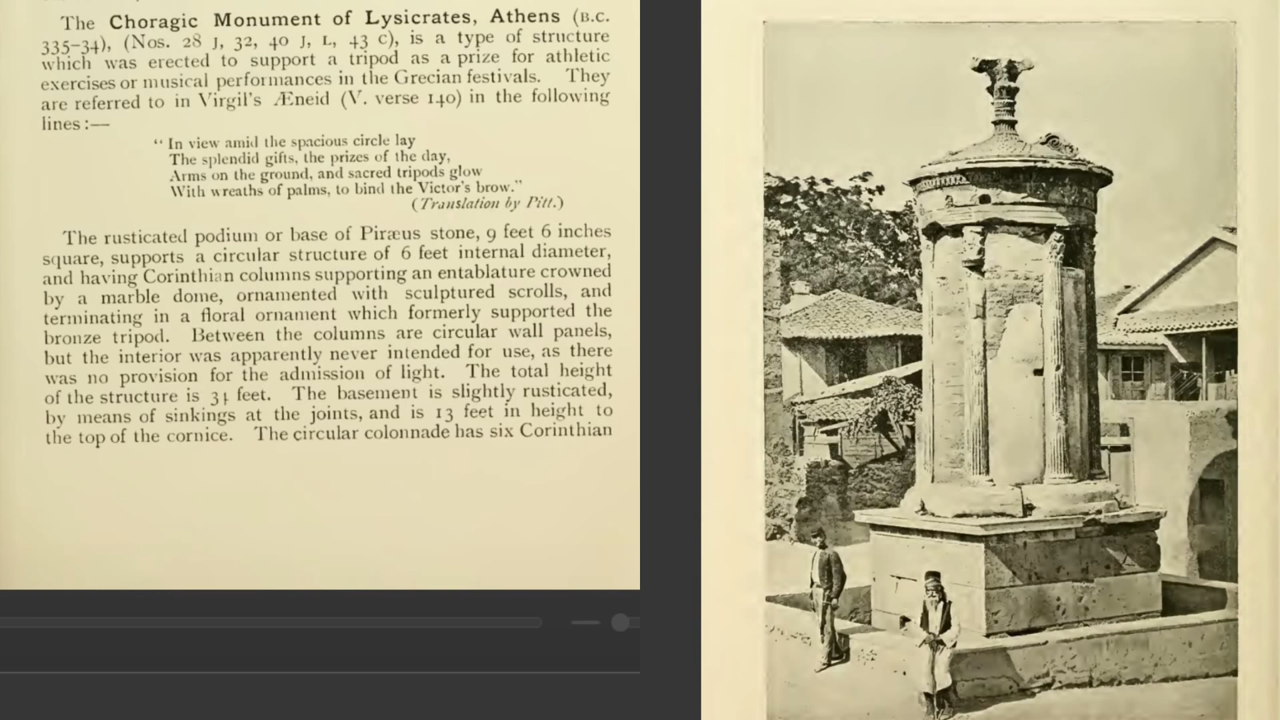 The Choragic Monument of Lysicrates, Athens (B.C.
335–34), (Nos. 28 J, 32, 40 J, L, 43 C), is a type of structure
which was erected to support a tripod as a prize for athletic
exercises or musical performances in the Grecian festivals. They
are referred to in Virgil's Æneid (V. verse 140) in the following
lines:—
“ In view amid the spacious circle lay
The splendid gifts, the prizes of the day,
Arms on the ground, and sacred tripods glow
With wreaths of palms, to bind the Victor's brow.”
(Translation by Pitt.)
The rusticated podium or base of Piræus stone, 9 feet 6 inches
square, supports a circular structure of 6 feet internal diameter,
and having Corinthian columns supporting an entablature crowned
by a marble dome, ornamented with sculptured scrolls, and
terminating in a floral ornament which formerly supported the
bronze tripod. Between the columns are circular wall panels,
but the interior was apparently never intended for use, as there
was no provision for the admission of light. The total height
of the structure is 34 feet. The basement is slightly rusticated,
by means of sinkings at the joints, and is 13 feet in height to
the top of the cornice. The circular colonnade has six Corinthian